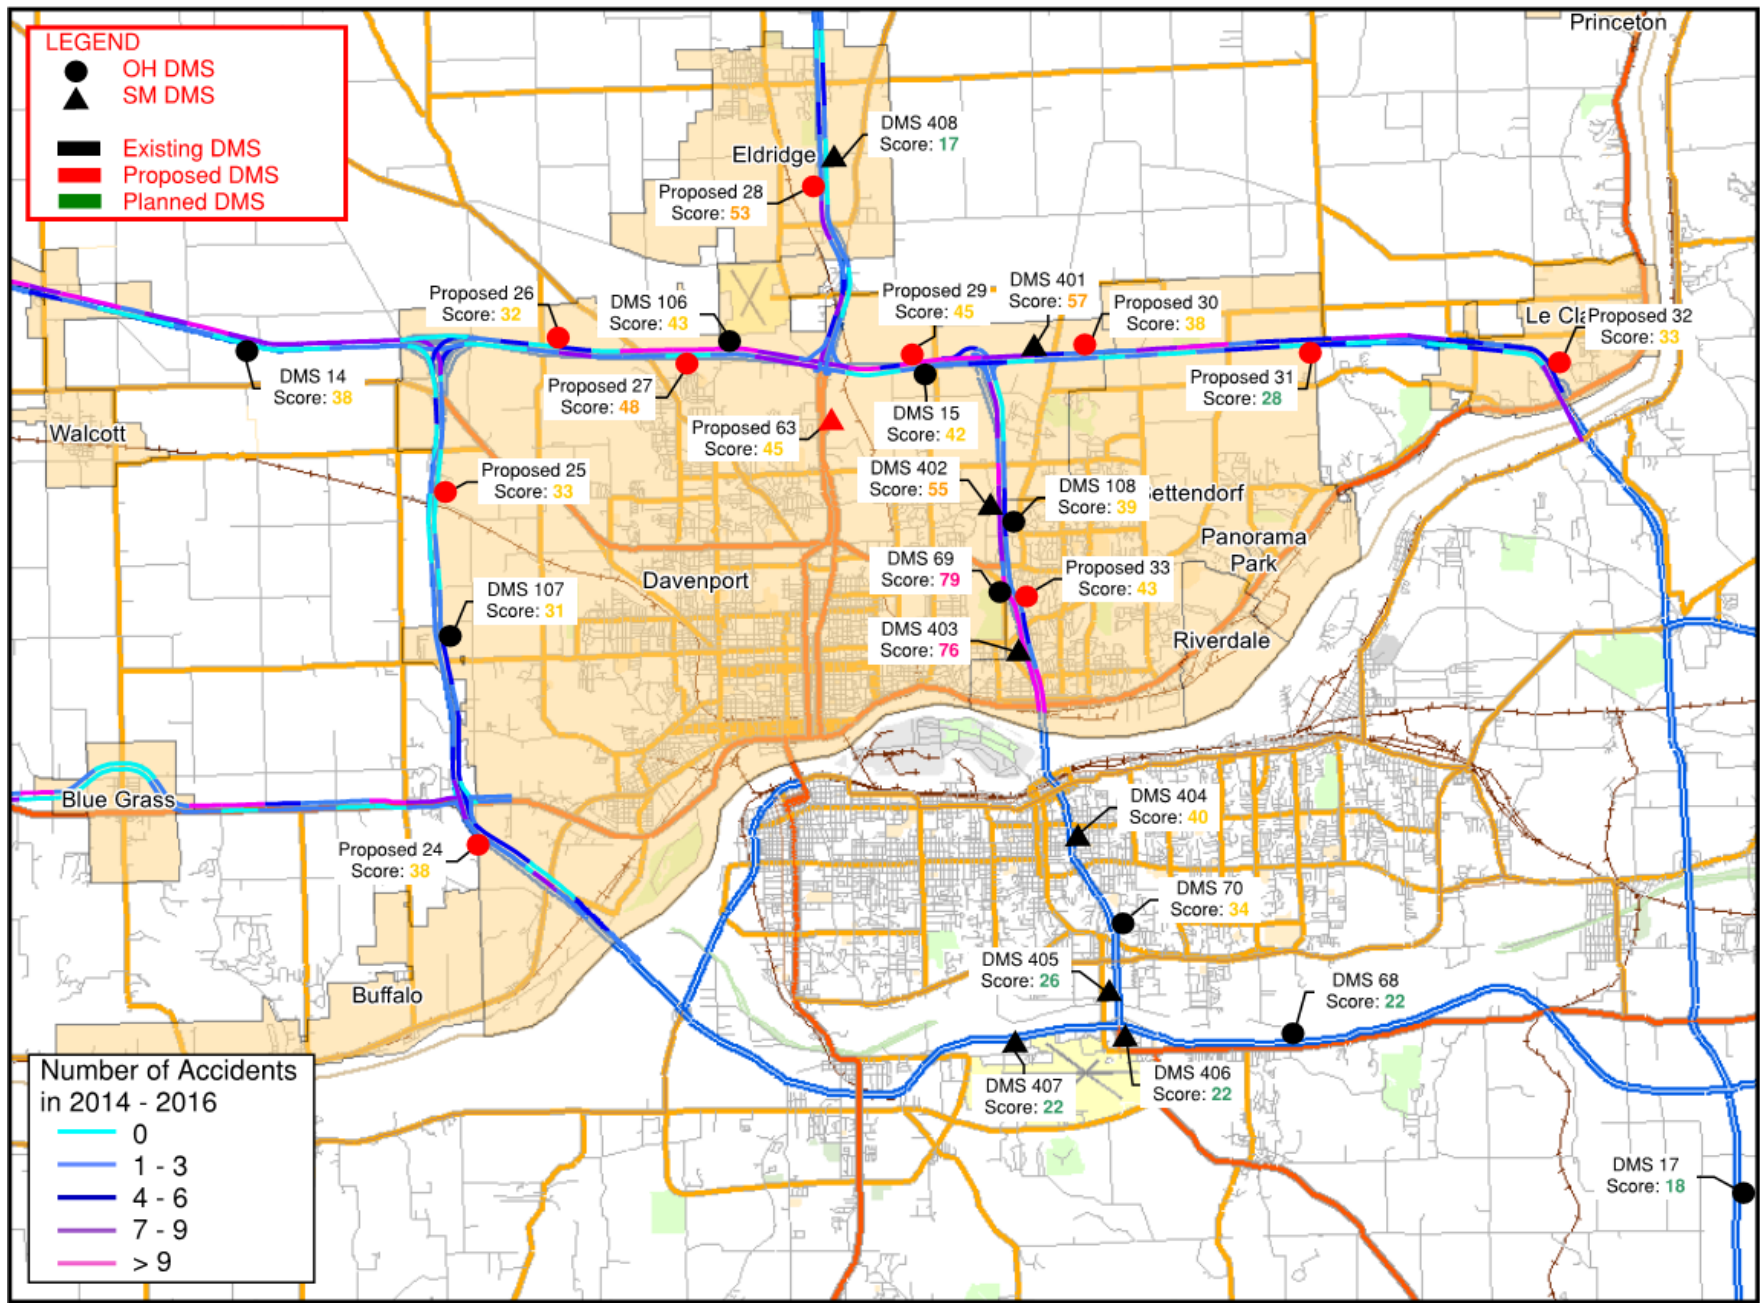 Princeton
LEGEND
OH DMS
SM DMS
Existing DMS
Proposed DMS
Planned DMS
DMS 408
Score: 17
Eldridge
Proposed 28
Score: 53
DMS 401
Score: 57
Proposed 26
Score: 32
DMS 106
Score: 43
Proposed 29
Score: 45
Proposed 30
Score: 38
Le Cla
Proposed 32
Score: 33
DMS 14
Score: 38
Proposed 27
Score: 48
Proposed 31
Score: 28
Walcott
Proposed 63
Score: 45
DMS 15
Score: 42
Proposed 25
Score: 33
DMS 402
Score: 55
DMS 108
Score: 39
ettendorf
Panorama
Park
Davenport
DMS 69
Score: 79
Proposed 33
Score: 43
DMS 107
Score: 31
DMS 403
Score: 76
Riverdale
Blue Grass
DMS 404
Score: 40
Proposed 24
Score: 38
DMS 70
Score: 34
DMS 405
Score: 26
Buffalo
DMS 68
Score: 22
DMS 407
Score: 22
DMS 406
Score: 22
DMS 17
Score: 18
Number of Accidents
in 2014 - 2016
0
1 - 3
4 - 6
7 - 9
> 9